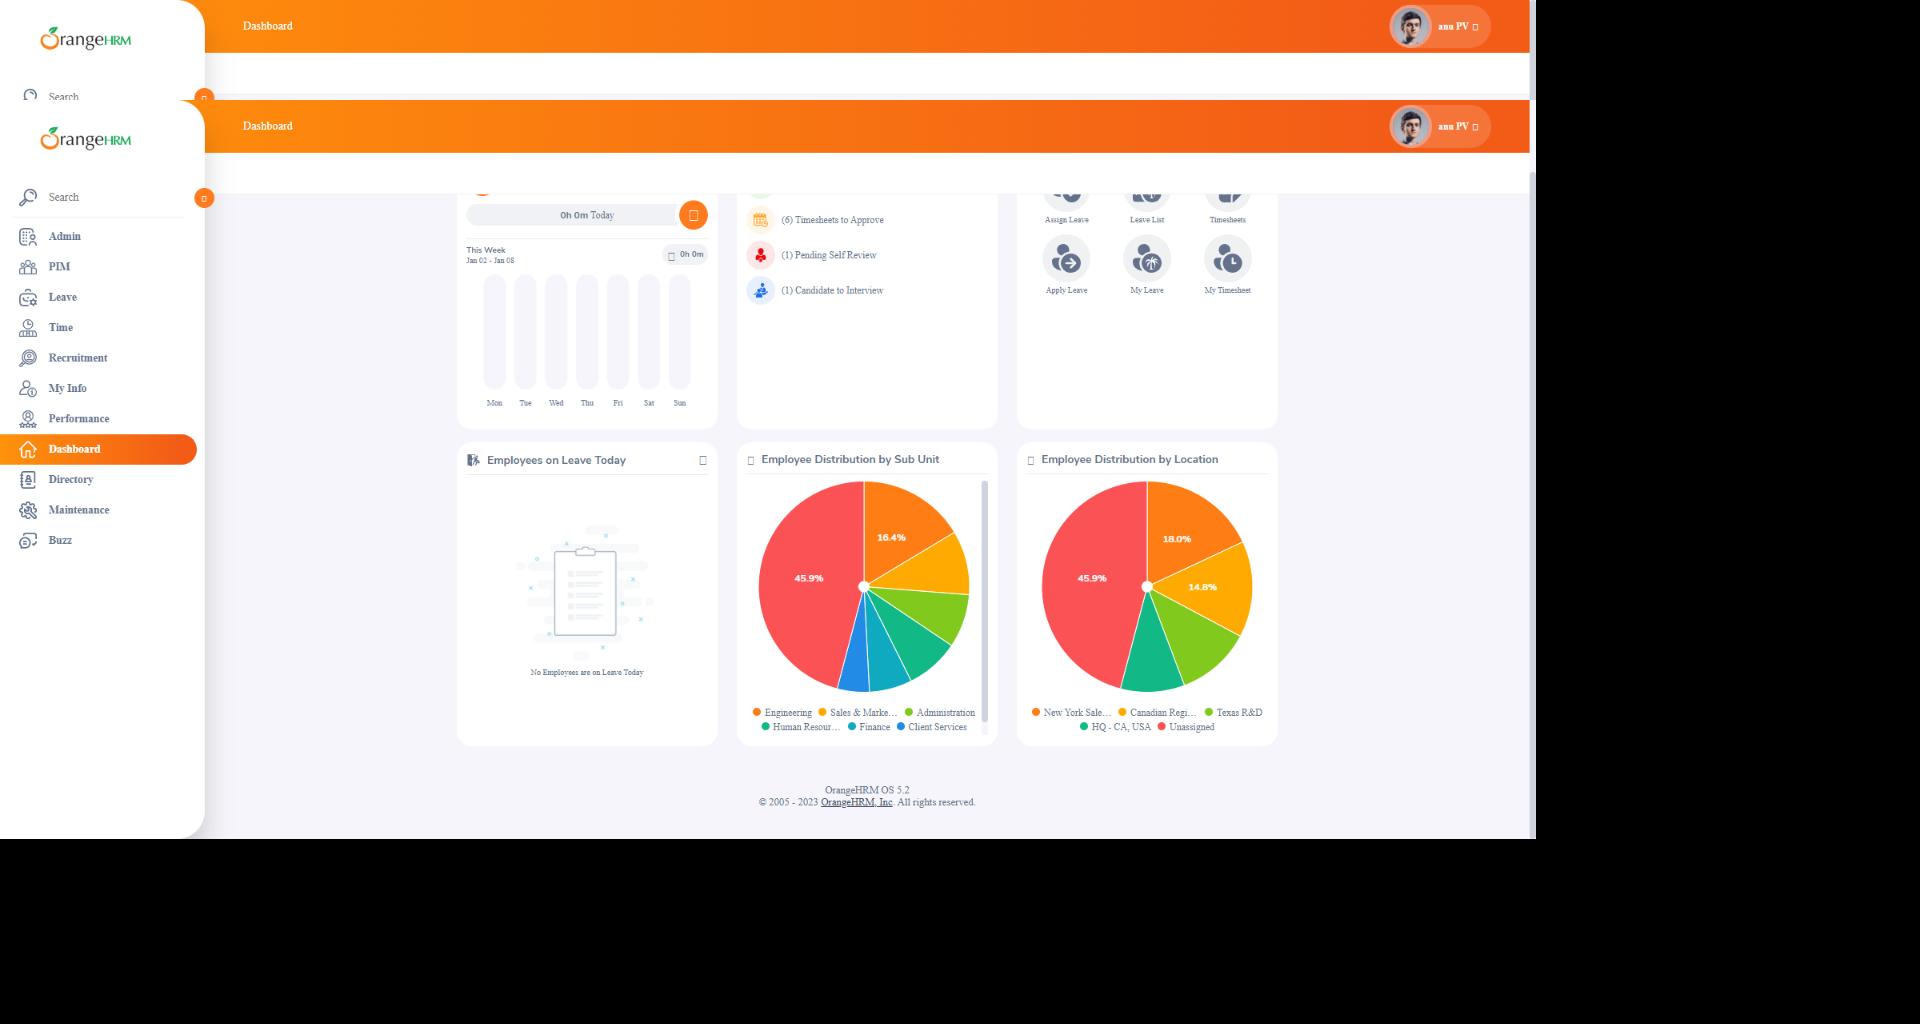 OrangeHRM
Dashboard
anu PV
Search
OrangeHRM
Dashboard
anu PV
Search
Admin
PIM
Leave
Time
Recruitment
My Info
Performance
Dashboard
Directory
Maintenance
Buzz
0h 0m Today
This Week
Jan 02 - Jan 08
0h 0m
Mon Tue Wed Thu Fri Sat Sun
(6) Timesheets to Approve
(1) Pending Self Review
(1) Candidate to Interview
Assign Leave Leave List Timesheets
Apply Leave My Leave My Timesheet
Employees on Leave Today
No Employees are on Leave Today
Employee Distribution by Sub Unit
16.4%
45.9%
Engineering Sales & Marke... Administration
Human Resour... Finance Client Services
Employee Distribution by Location
18.0%
45.9%
14.8%
New York Sale... Canadian Regi... Texas R&D
HQ - CA, USA Unassigned
OrangeHRM OS 5.2
© 2005 - 2023 OrangeHRM, Inc. All rights reserved.